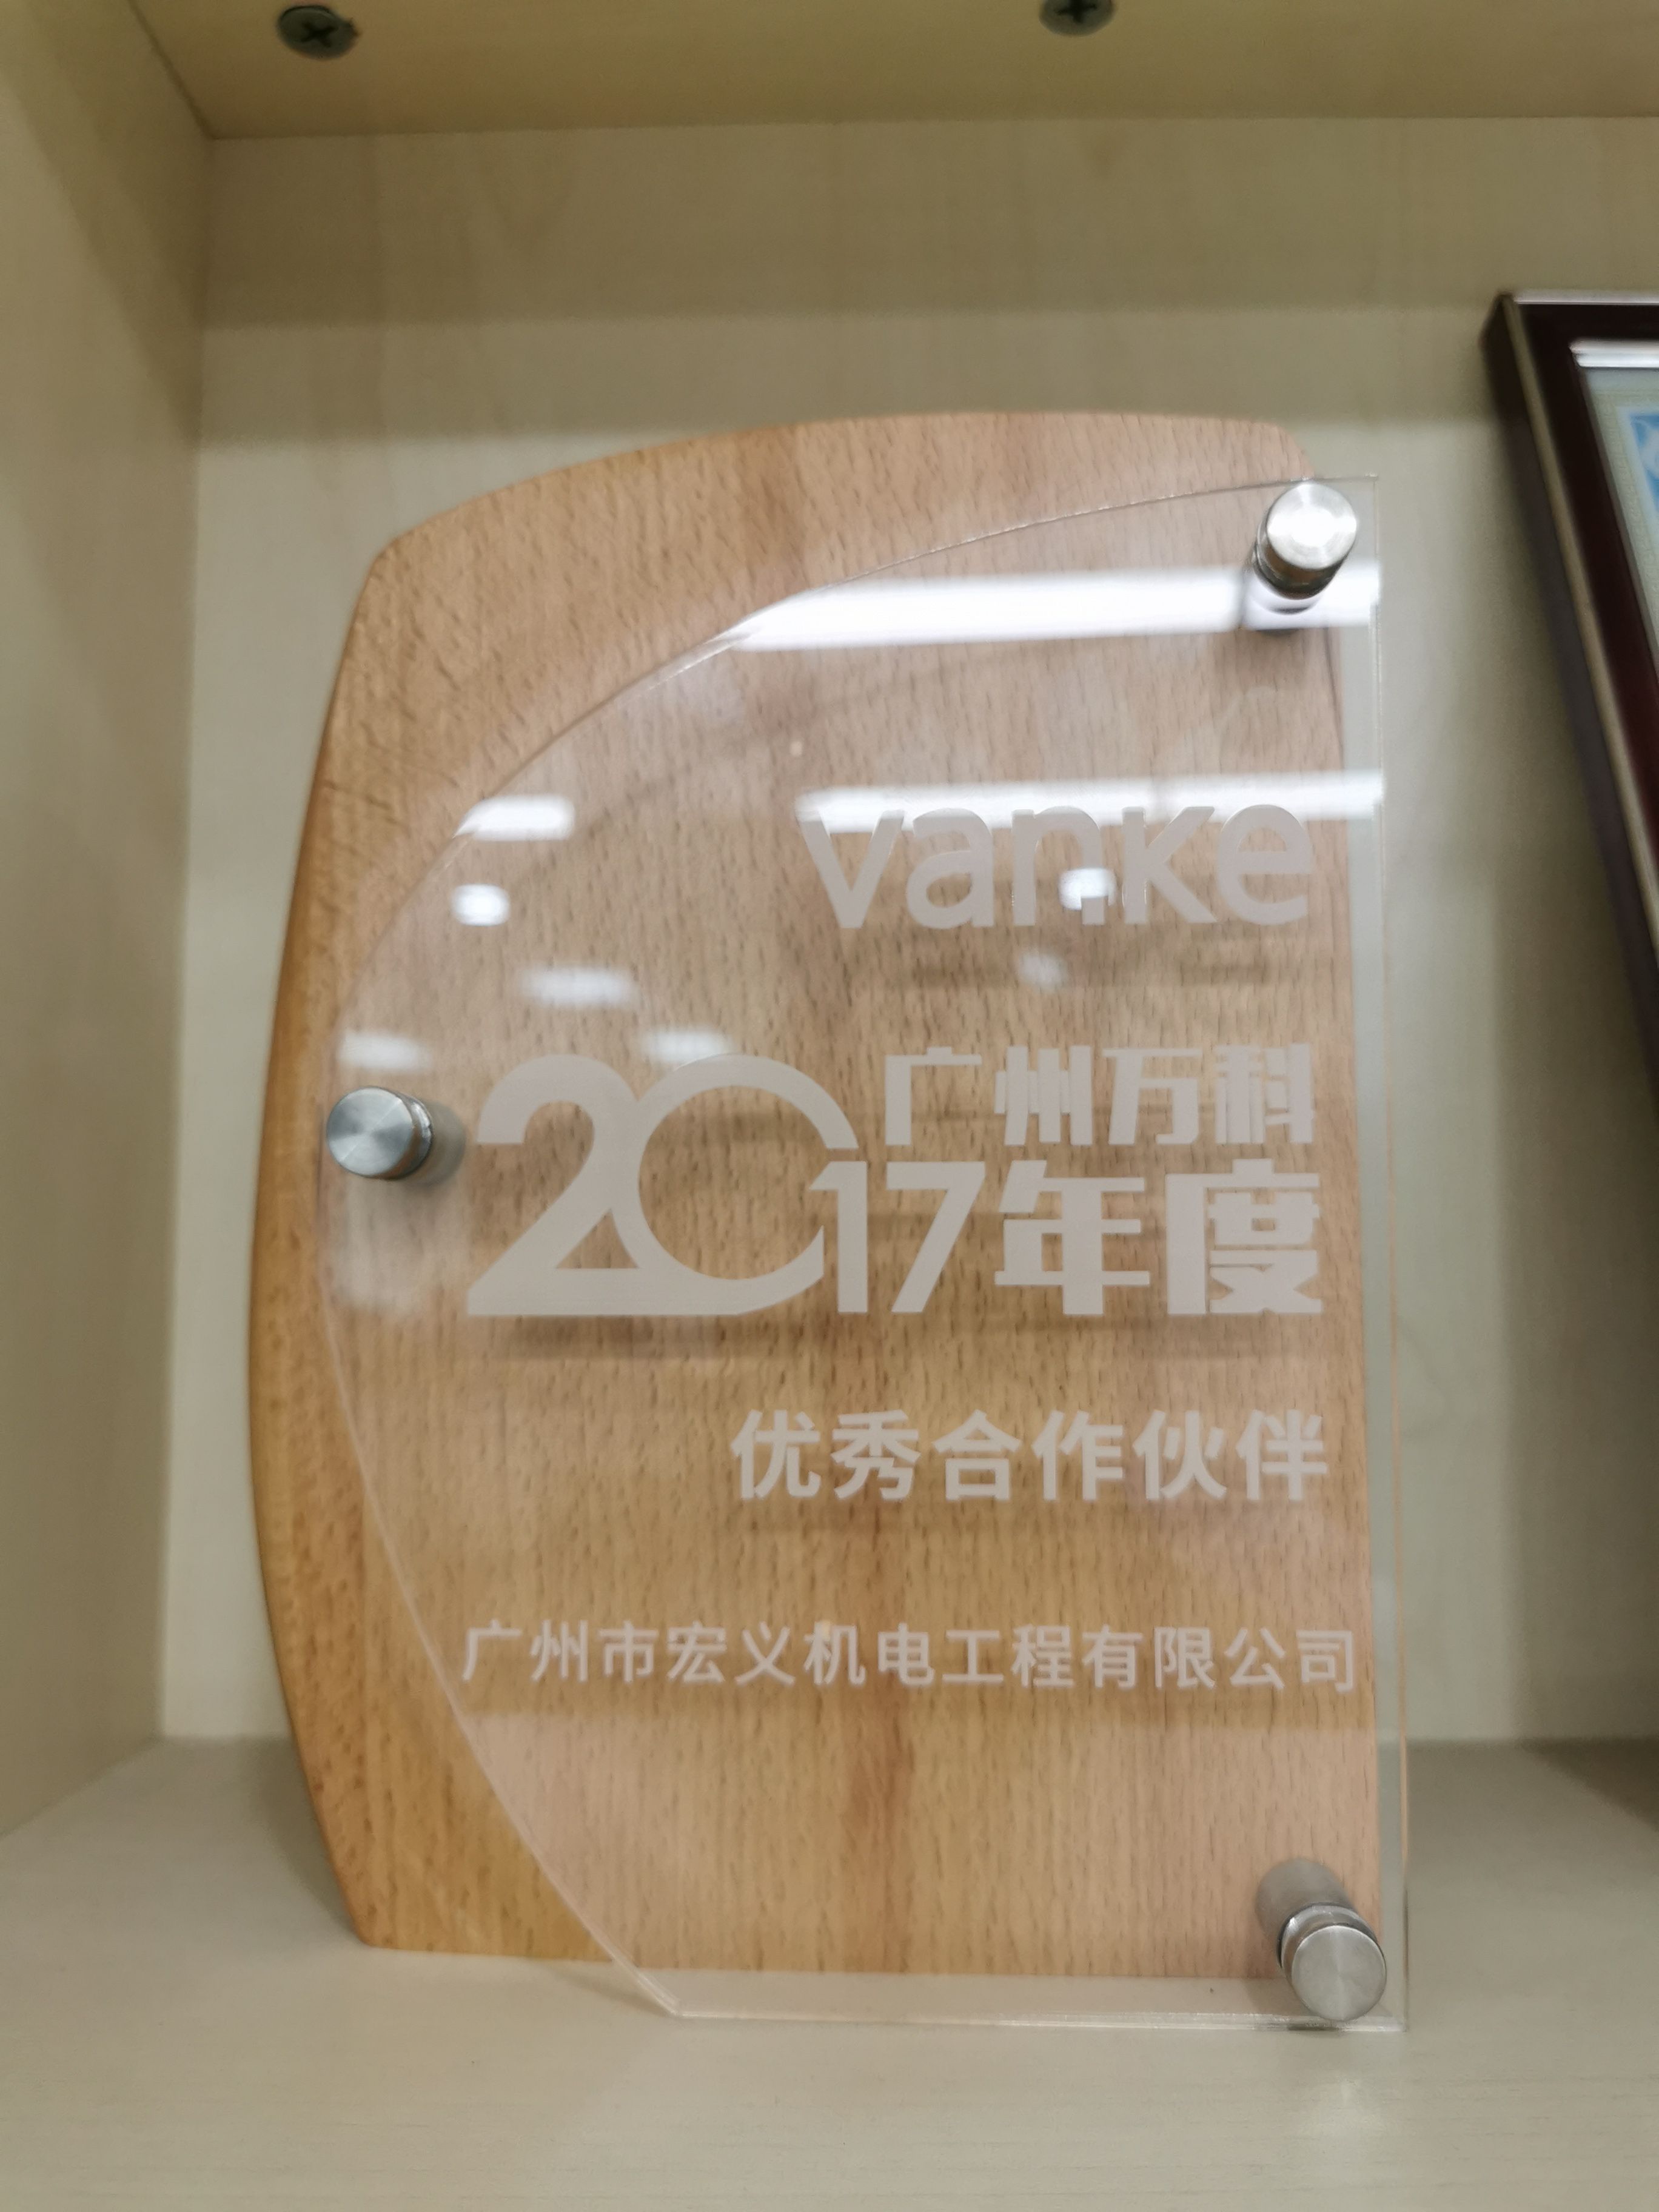 vanke
广州万科
2017年度
优秀合作伙伴
广州市宏义机电工程有限公司